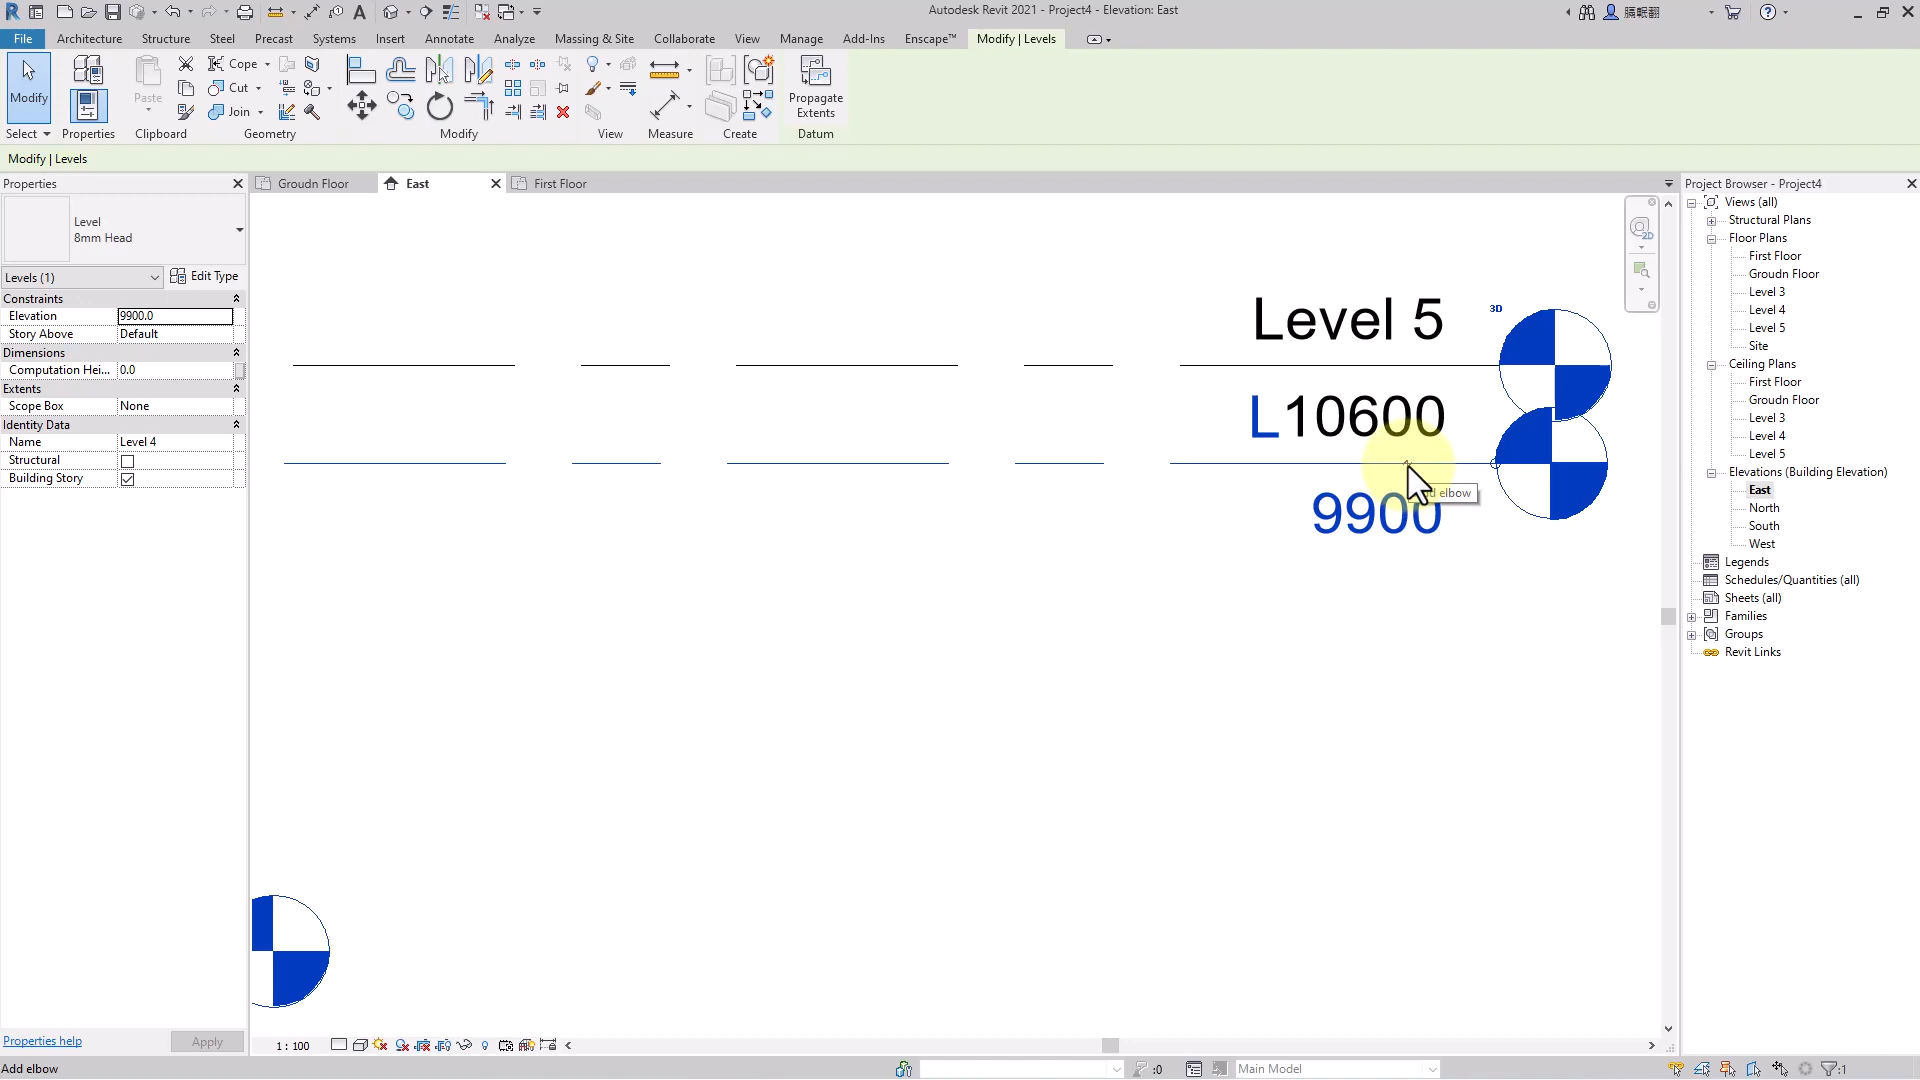 Autodesk Revit 2021 - Project4 - Elevation: East
File Architecture Structure Steel Precast Systems Insert Annotate Analyze Massing & Site Collaborate View Manage Add-Ins Enscape™ Modify | Levels
Modify
Paste
Cope
Cut
Join
Propagate
Extents
Select Properties Clipboard Geometry Modify View Measure Create Datum
Modify | Levels
Properties
Groudn Floor
East
First Floor
Project Browser - Project4
Level
8mm Head
Levels (1)
Edit Type
Constraints
Elevation 9900.0
Story Above Default
Dimensions
Computation Hei... 0.0
Extents
Scope Box None
Identity Data
Name Level 4
Structural
Building Story
Properties help
Apply
2D
Level 5
3D
L10600
9900
1 : 100
Views (all)
Structural Plans
Floor Plans
First Floor
Groudn Floor
Level 3
Level 4
Level 5
Site
Ceiling Plans
First Floor
Groudn Floor
Level 3
Level 4
Level 5
Elevations (Building Elevation)
East
North
South
West
Legends
Schedules/Quantities (all)
Sheets (all)
Families
Groups
Revit Links
Add elbow
:0
Main Model
:1